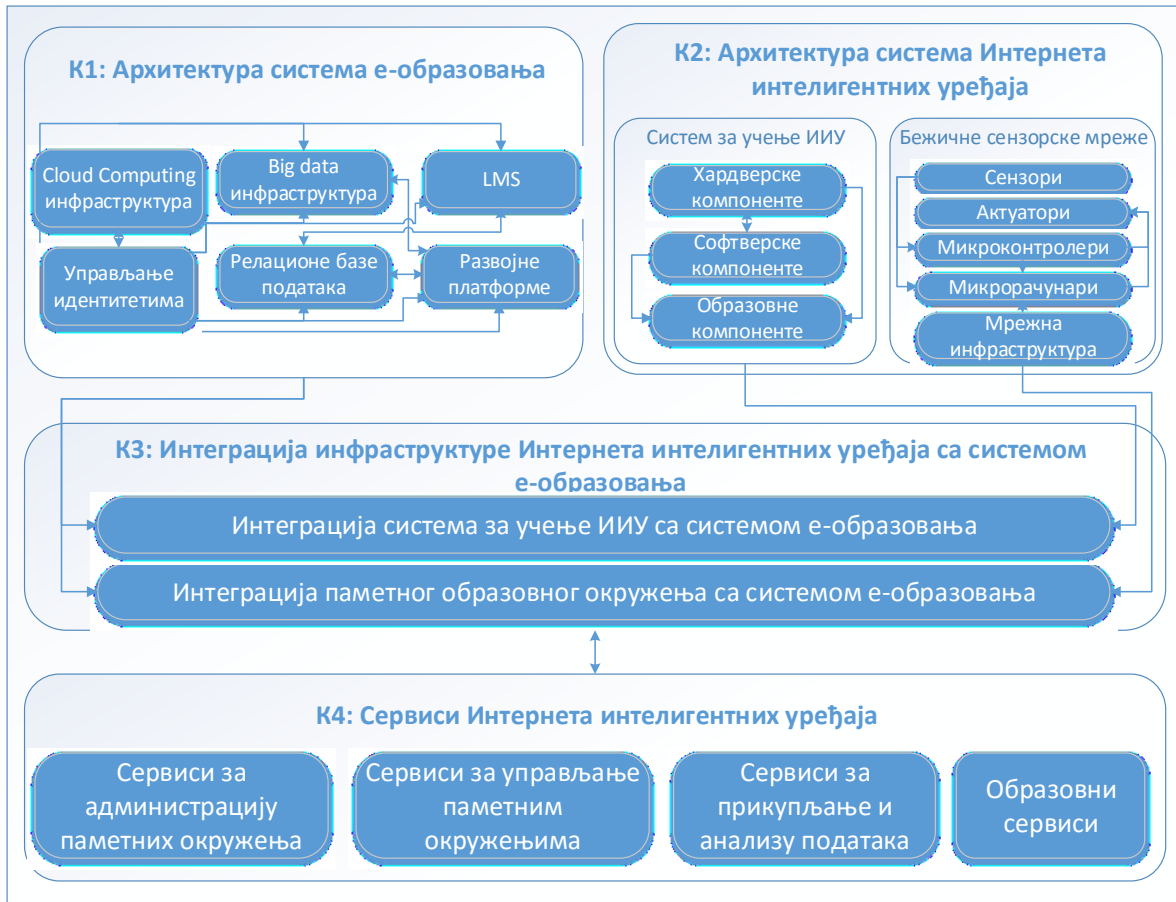 К1: Архитектура система е-образовања
Cloud Computing
инфраструктура
Big data
инфраструктура
LMS
Управљање
идентитетима
Релационе базе
података
Развојне
платформе
К2: Архитектура система Интернета
интелигентних уређаја
Систем за учење ИИУ
Хардверске
компоненте
Софтверске
компоненте
Образовне
компоненте
Бежичне сензорске мреже
Сензори
Актуатори
Микроконтролери
Микрорачунари
Мрежна
инфраструктура
К3: Интеграција инфраструктуре Интернета интелигентних уређаја са системом
е-образовања
Интеграција система за учење ИИУ са системом е-образовања
Интеграција паметног образовног окружења са системом е-образовања
К4: Сервиси Интернета интелигентних уређаја
Сервиси за
администрацију
паметних окружења
Сервиси за управљање
паметним
окружењима
Сервиси за
прикупљање и
анализу података
Образовни
сервиси